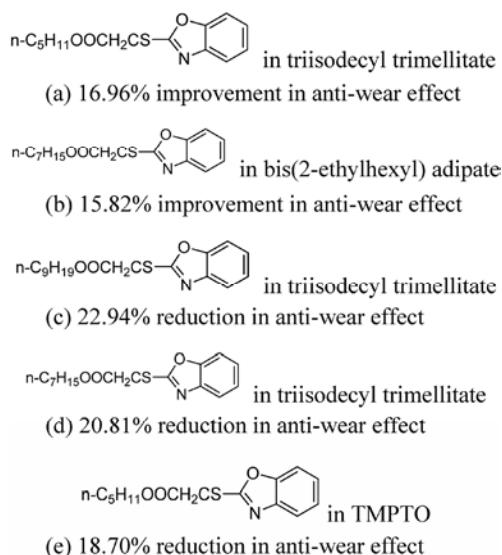 n-C₅H₁₁OOCH₂CS O N in triisodecyl trimellitate
(a) 16.96% improvement in anti-wear effect
n-C₇H₁₅OOCH₂CS O N in bis(2-ethylhexyl) adipate
(b) 15.82% improvement in anti-wear effect
n-C₉H₁₉OOCH₂CS O N in triisodecyl trimellitate
(c) 22.94% reduction in anti-wear effect
n-C₇H₁₅OOCH₂CS O N in triisodecyl trimellitate
(d) 20.81% reduction in anti-wear effect
n-C₅H₁₁OOCH₂CS O N in TMPTO
(e) 18.70% reduction in anti-wear effect